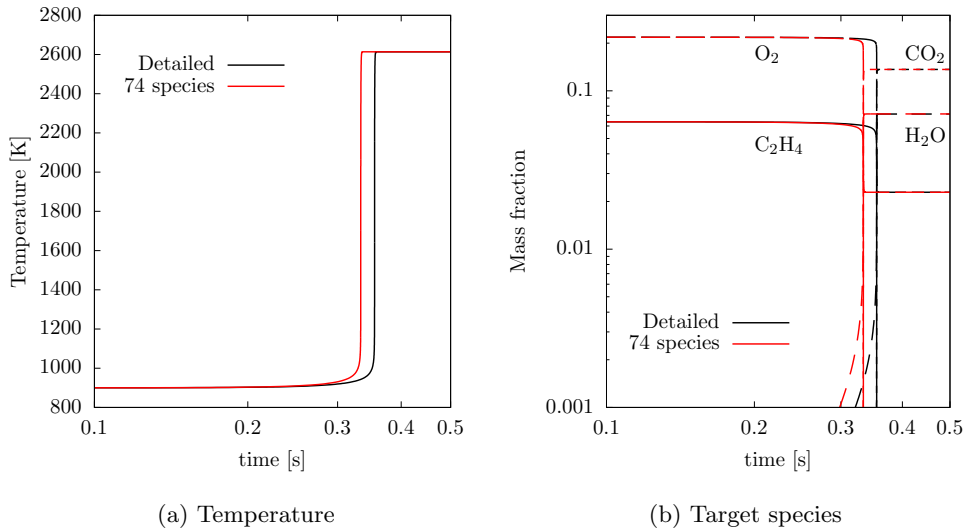 2800
2600
2400
2200
2000
1800
1600
1400
1200
1000
800
Temperature [K]
Detailed
74 species
0.1
0.2
0.3
0.4
0.5
time [s]
(a) Temperature
0.1
0.01
0.001
Mass fraction
O₂
CO₂
C₂H₄
H₂O
Detailed
74 species
0.1
0.2
0.3
0.4
0.5
time [s]
(b) Target species